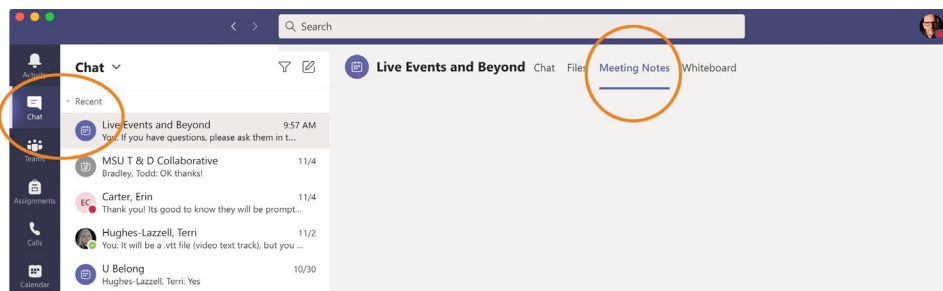 Search
Activity
Chat
Teams
Assignments
Calls
Calendar
Chat
Recent
Live Events and Beyond 9:57 AM
You: If you have questions, please ask them in t...
MSU T & D Collaborative 11/4
Bradley, Todd: OK thanks!
EC
Carter, Erin 11/4
Thank you! Its good to know they will be prompt...
Hughes-Lazzell, Terri 11/2
You: It will be a .vtt file (video text track), but you ...
U Belong 10/30
Hughes-Lazzell, Terri: Yes
Live Events and Beyond Chat Files Meeting Notes Whiteboard